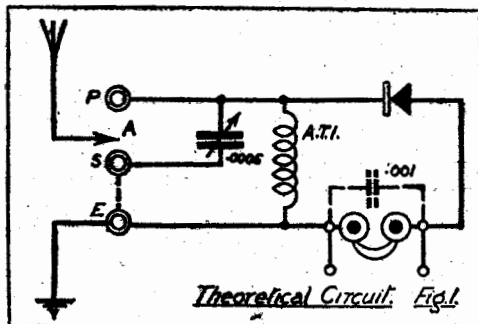 P
A
.0005
S
A.T.I.
.001
E
Theoretical Circuit. Fig.1.